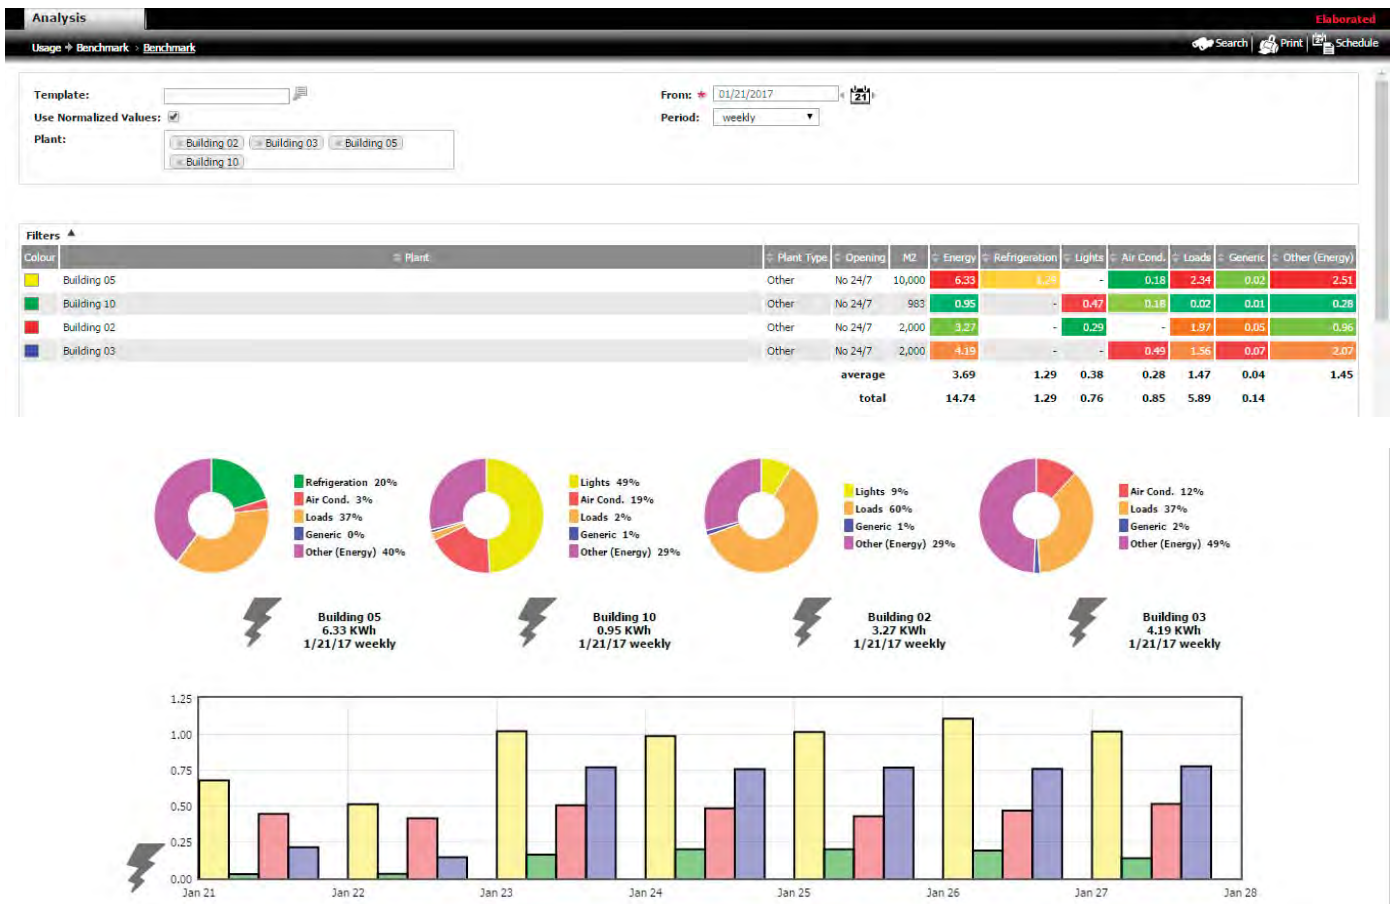 Analysis
Elaborated
Usage Benchmark › Benchmark
Search | Print | Schedule
Template:
From: * 01/21/2017 21
Use Normalized Values:
Period: weekly
Plant:
Building 02 Building 03 Building 05
Building 10
Filters
Colour Plant Plant Type Opening M2 Energy Refrigeration Lights Air Cond. Loads Generic Other (Energy)
Building 05 Other No 24/7 10,000 6.33 - 0.18 2.34 0.02 2.51
Building 10 Other No 24/7 983 0.95 - 0.47 0.18 0.02 0.01 0.28
Building 02 Other No 24/7 2,000 3.27 - 0.29 - 1.97 0.05 0.96
Building 03 Other No 24/7 2,000 4.19 - - 0.49 1.56 0.07 2.07
average 3.69 1.29 0.38 0.28 1.47 0.04 1.45
total 14.74 1.29 0.76 0.85 5.89 0.14
Refrigeration 20%
Air Cond. 3%
Loads 37%
Generic 0%
Other (Energy) 40%
Lights 49%
Air Cond. 19%
Loads 2%
Generic 1%
Other (Energy) 29%
Lights 9%
Loads 60%
Generic 1%
Other (Energy) 29%
Air Cond. 12%
Loads 37%
Generic 2%
Other (Energy) 49%
Building 05
6.33 KWh
1/21/17 weekly
Building 10
0.95 KWh
1/21/17 weekly
Building 02
3.27 KWh
1/21/17 weekly
Building 03
4.19 KWh
1/21/17 weekly
1.25
1.00
0.75
0.50
0.25
0.00
Jan 21 Jan 22 Jan 23 Jan 24 Jan 25 Jan 26 Jan 27 Jan 28